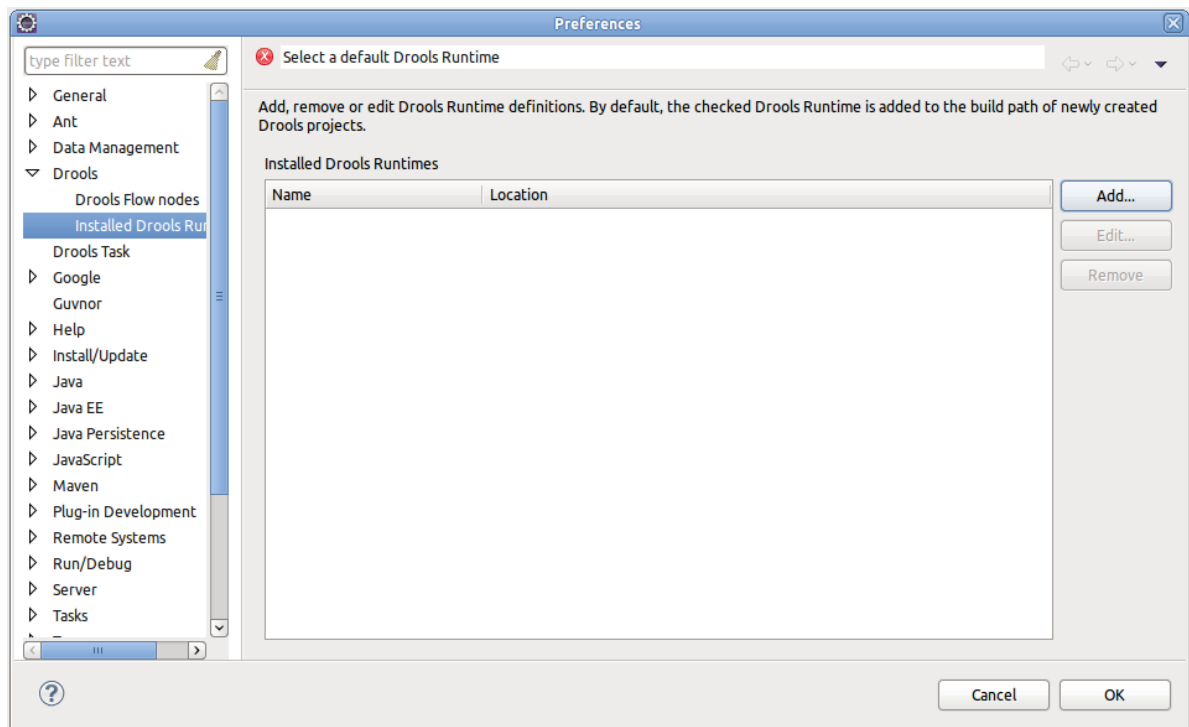 Preferences
type filter text
General
Ant
Data Management
Drools
Drools Flow nodes
Installed Drools Run
Drools Task
Google
Guvnor
Help
Install/Update
Java
Java EE
Java Persistence
JavaScript
Maven
Plug-in Development
Remote Systems
Run/Debug
Server
Tasks
Select a default Drools Runtime
Add, remove or edit Drools Runtime definitions. By default, the checked Drools Runtime is added to the build path of newly created
Drools projects.
Installed Drools Runtimes
Name Location
Add...
Edit...
Remove
Cancel OK